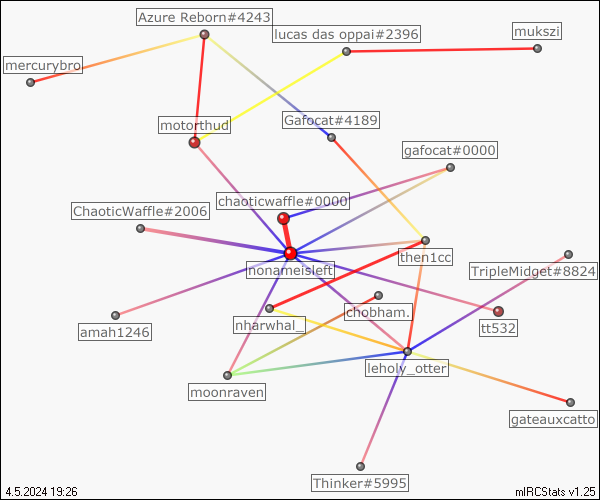 Azure Reborn#4243
lucas das oppai#2396
mukszi
mercurybro
motorthud
Gafocat#4189
gafocat#0000
chaoticwaffle#0000
ChaoticWaffle#2006
nonameisleft
then1cc
TripleMidget#8824
chobham.
nharwhal_
tt532
amah1246
leholy_otter
moonraven
gateauxcatto
Thinker#5995
4.5.2024 19:26
mIRCStats v1.25